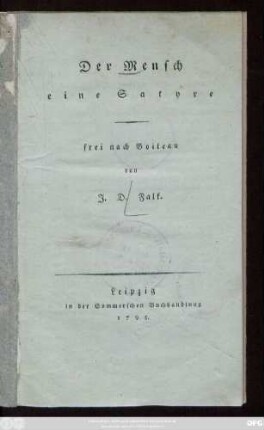 Der Mensch
eine Satyre
frei nach Boileau
von
J. D. Falk.
Leipzig
in der Sommerschen Buchhandlung